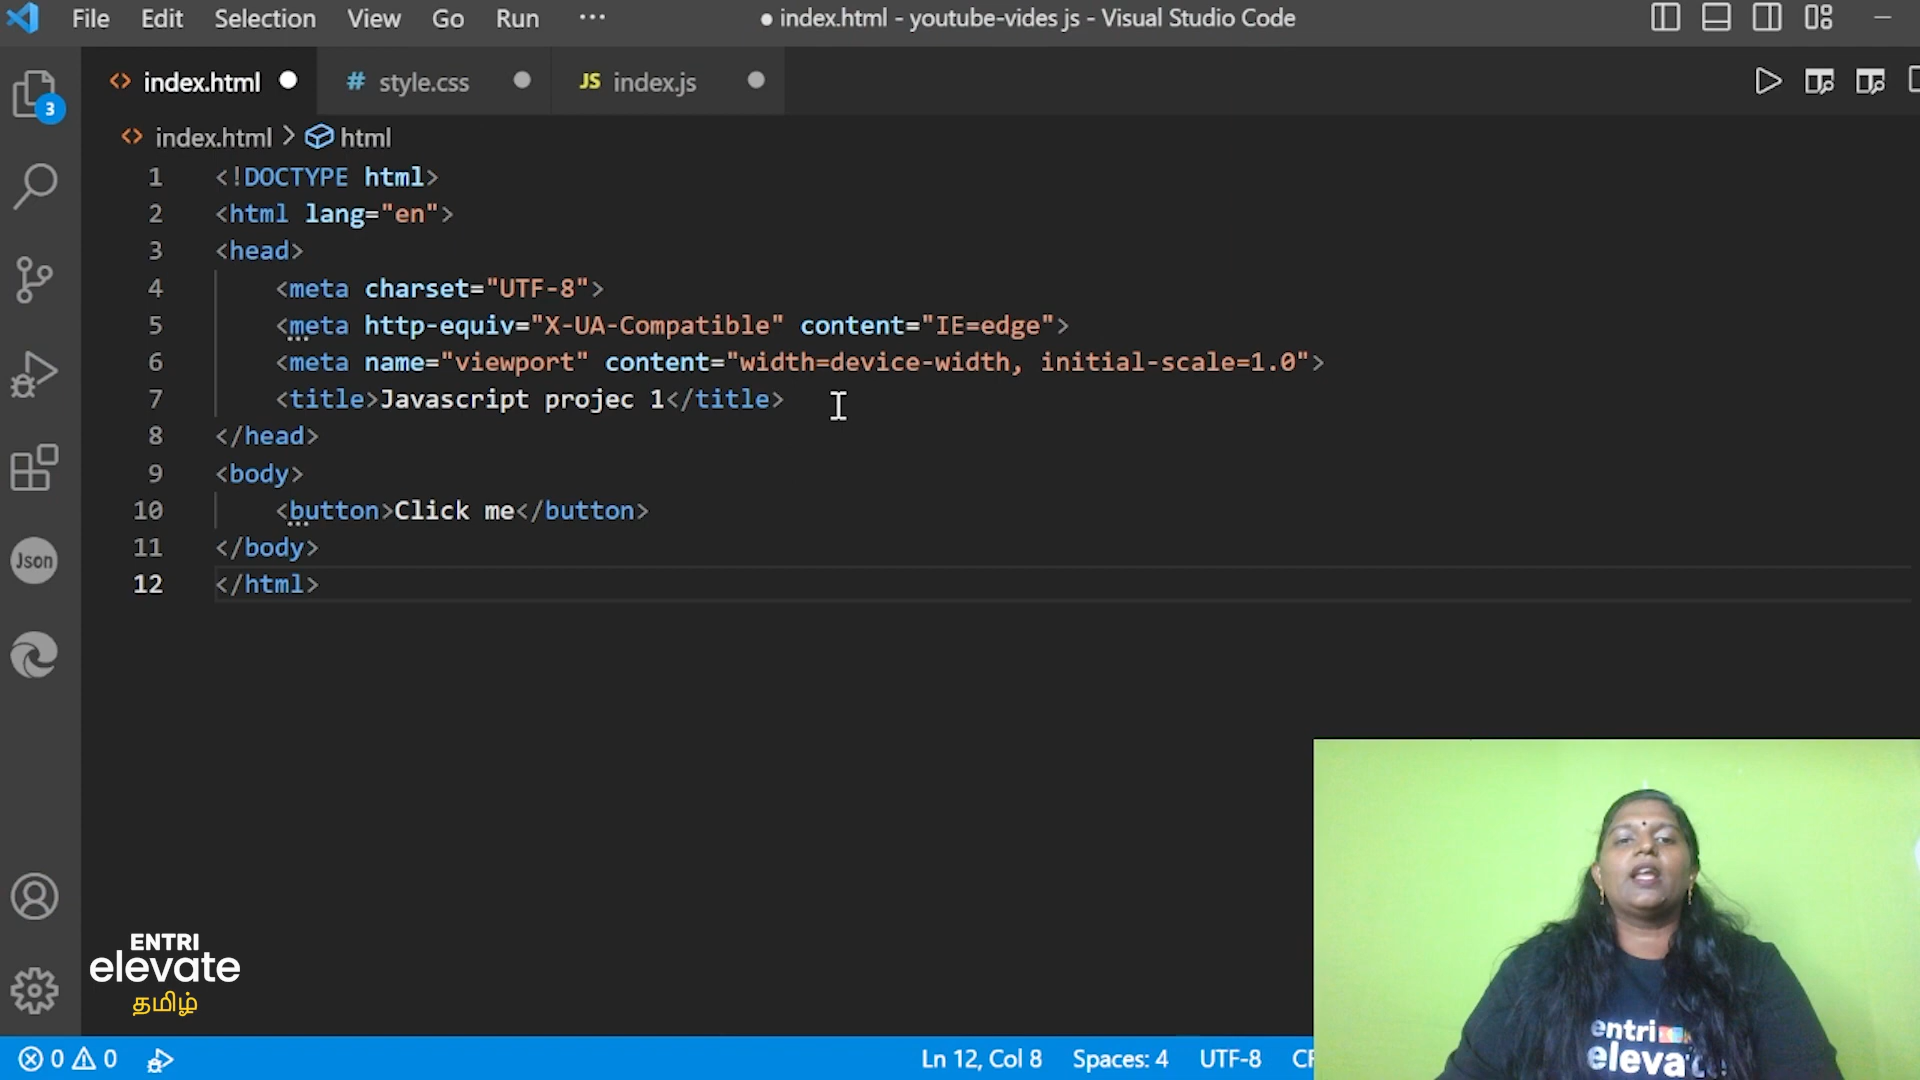 File Edit Selection View Go Run ··· ● index.html - youtube-vides js - Visual Studio Code
<> index.html ● # style.css ● JS index.js ●
3
<> index.html > html
1 <!DOCTYPE html>
2 <html lang="en">
3 <head>
4 <meta charset="UTF-8">
5 <meta http-equiv="X-UA-Compatible" content="IE=edge">
6 <meta name="viewport" content="width=device-width, initial-scale=1.0">
7 <title>Javascript projec 1</title>
8 </head>
9 <body>
10 <button>Click me</button>
11 </body>
12 </html>
Json
ENTRI
elevate
தமிழ்
entri
elevate
0 0 Ln 12, Col 8 Spaces: 4 UTF-8